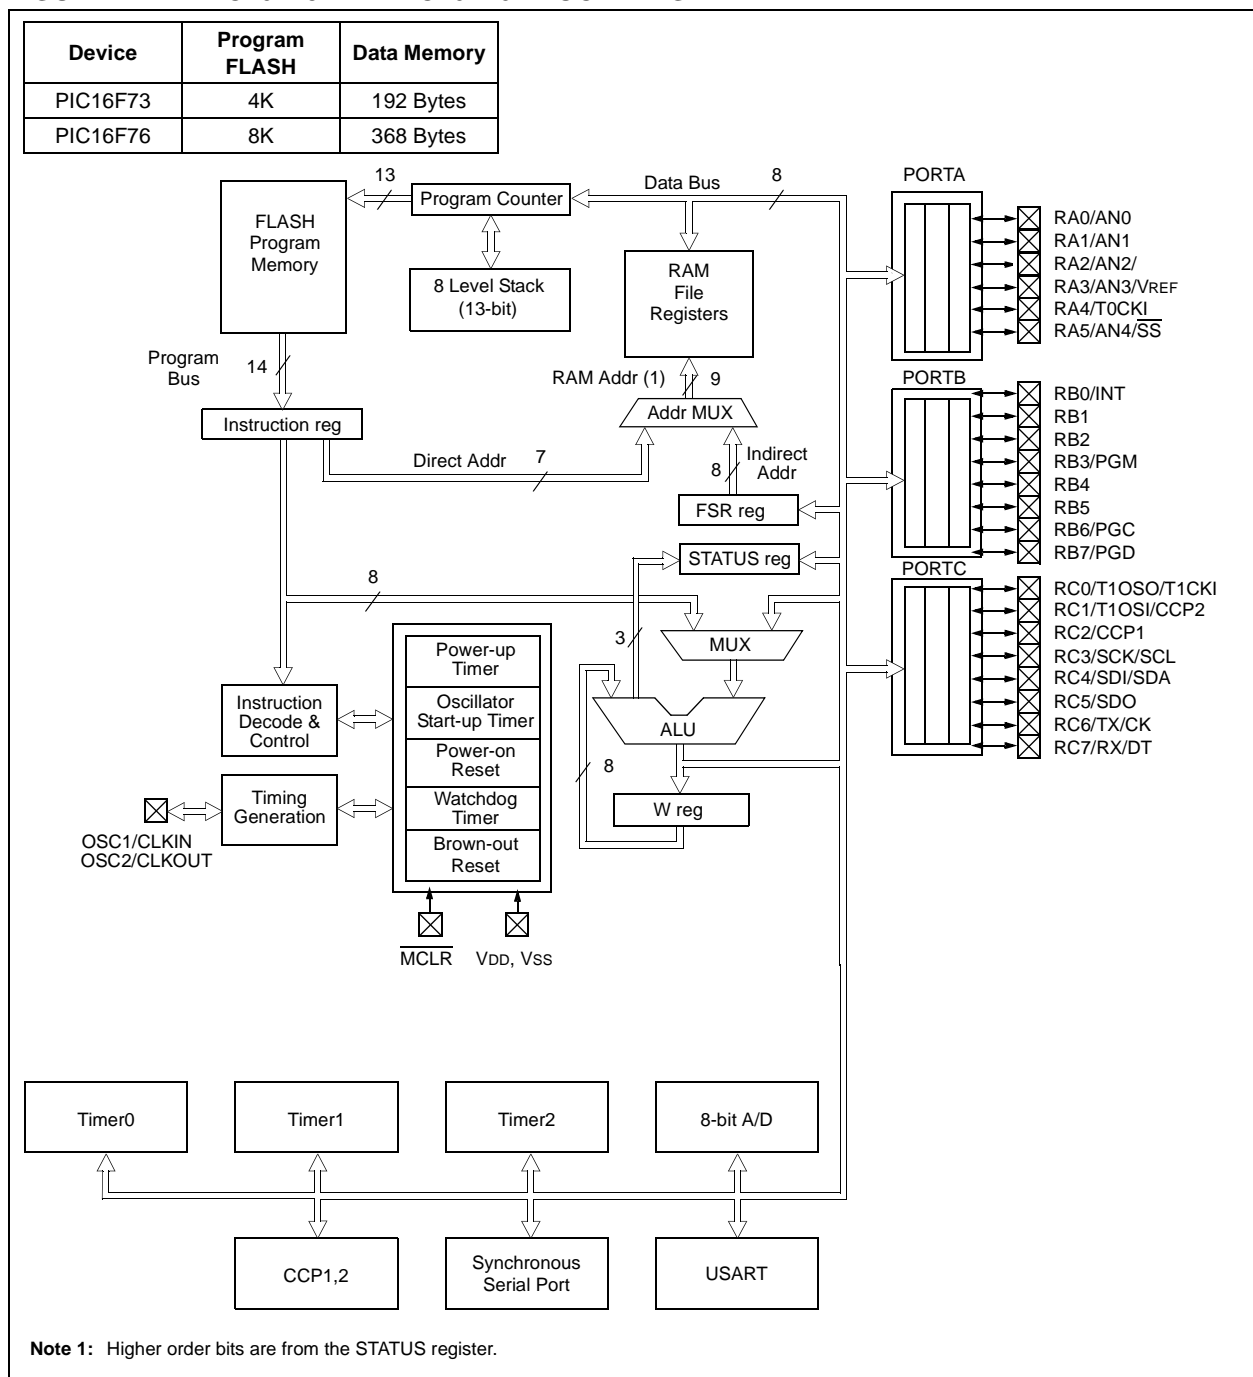 Device Program FLASH Data Memory
PIC16F73 4K 192 Bytes
PIC16F76 8K 368 Bytes
FLASH
Program
Memory
13
Program Counter
Data Bus
8
8 Level Stack
(13-bit)
RAM
File
Registers
Program
Bus
14
RAM Addr (1)
9
Addr MUX
Instruction reg
Direct Addr
7
8
Indirect
Addr
FSR reg
STATUS reg
8
3
MUX
Power-up
Timer
Oscillator
Start-up Timer
Power-on
Reset
Watchdog
Timer
Brown-out
Reset
Instruction
Decode &
Control
ALU
8
W reg
Timing
Generation
OSC1/CLKIN
OSC2/CLKOUT
MCLR
VDD, VSS
PORTA
RA0/AN0
RA1/AN1
RA2/AN2/
RA3/AN3/VREF
RA4/T0CKI
RA5/AN4/SS
PORTB
RB0/INT
RB1
RB2
RB3/PGM
RB4
RB5
RB6/PGC
RB7/PGD
PORTC
RC0/T1OSO/T1CKI
RC1/T1OSI/CCP2
RC2/CCP1
RC3/SCK/SCL
RC4/SDI/SDA
RC5/SDO
RC6/TX/CK
RC7/RX/DT
Timer0
Timer1
Timer2
8-bit A/D
CCP1,2
Synchronous
Serial Port
USART
Note 1: Higher order bits are from the STATUS register.